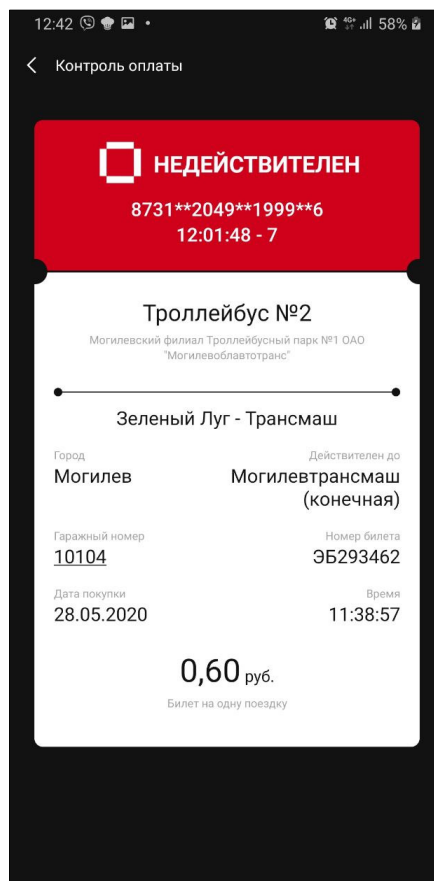 12:42 58%
Контроль оплаты
НЕДЕЙСТВИТЕЛЕН
8731**2049**1999**6
12:01:48 - 7
Троллейбус №2
Могилевский филиал Троллейбусный парк №1 ОАО
"Могилевоблавтотранс"
Зеленый Луг - Трансмаш
Город Действителен до
Могилев Могилевтрансмаш
(конечная)
Гаражный номер Номер билета
10104 ЭБ293462
Дата покупки Время
28.05.2020 11:38:57
0,60 руб.
Билет на одну поездку